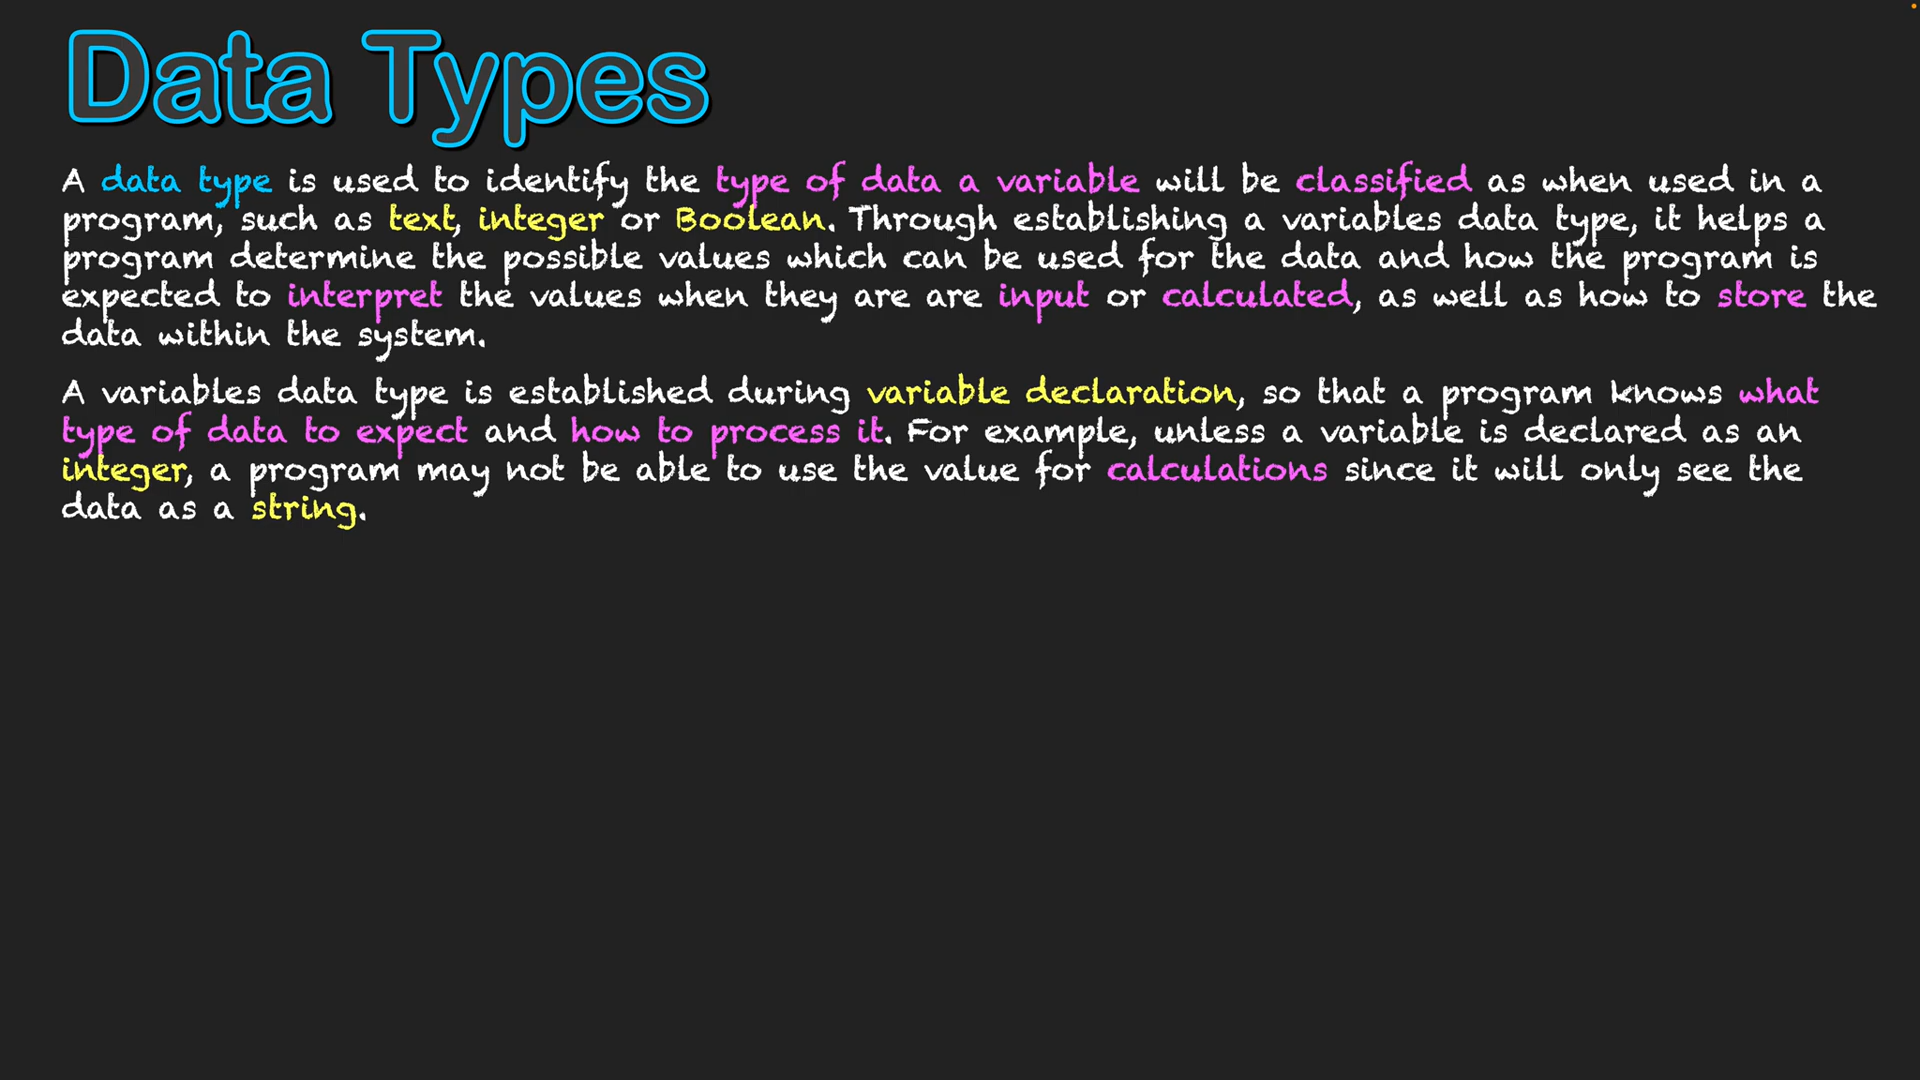 Data Types
A data type is used to identify the type of data a variable will be classified as when used in a
program, such as text, integer or Boolean. Through establishing a variables data type, it helps a
program determine the possible values which can be used for the data and how the program is
expected to interpret the values when they are are input or calculated, as well as how to store the
data within the system.
A variables data type is established during variable declaration, so that a program knows what
type of data to expect and how to process it. For example, unless a variable is declared as an
integer, a program may not be able to use the value for calculations since it will only see the
data as a string.